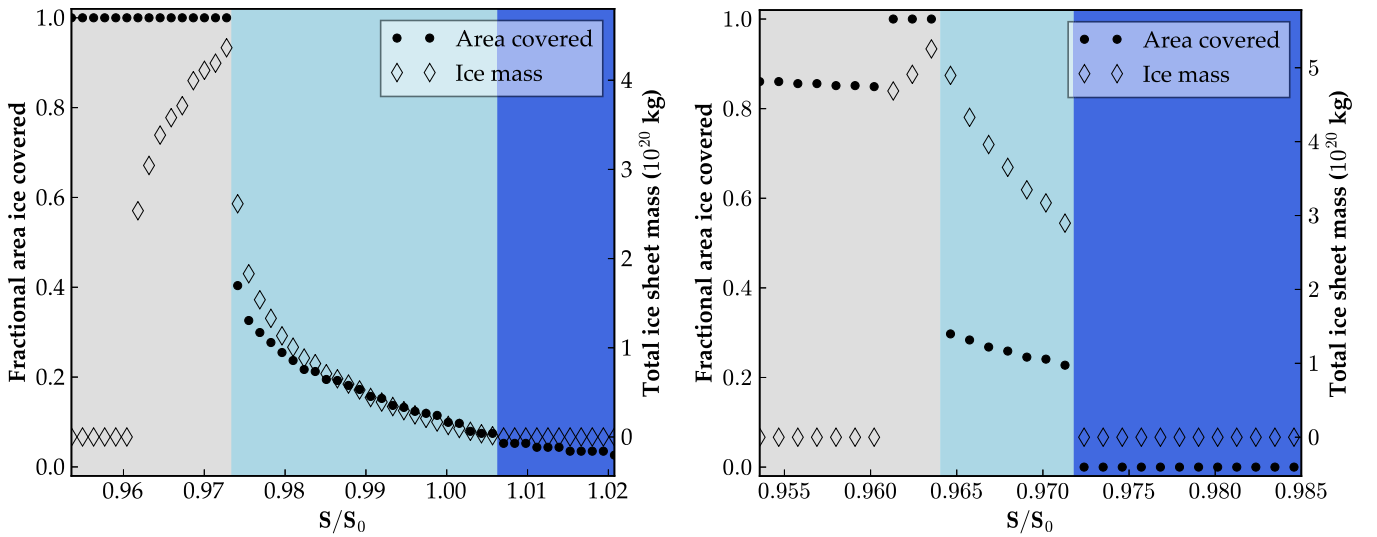 1.0
0.8
0.6
0.4
0.2
0.0
Fractional area ice covered
Area covered
Ice mass
4
3
2
1
0
Total ice sheet mass (10²⁰ kg)
0.96 0.97 0.98 0.99 1.00 1.01 1.02
S/S₀
1.0
0.8
0.6
0.4
0.2
0.0
Fractional area ice covered
Area covered
Ice mass
5
4
3
2
1
0
Total ice sheet mass (10²⁰ kg)
0.955 0.960 0.965 0.970 0.975 0.980 0.985
S/S₀